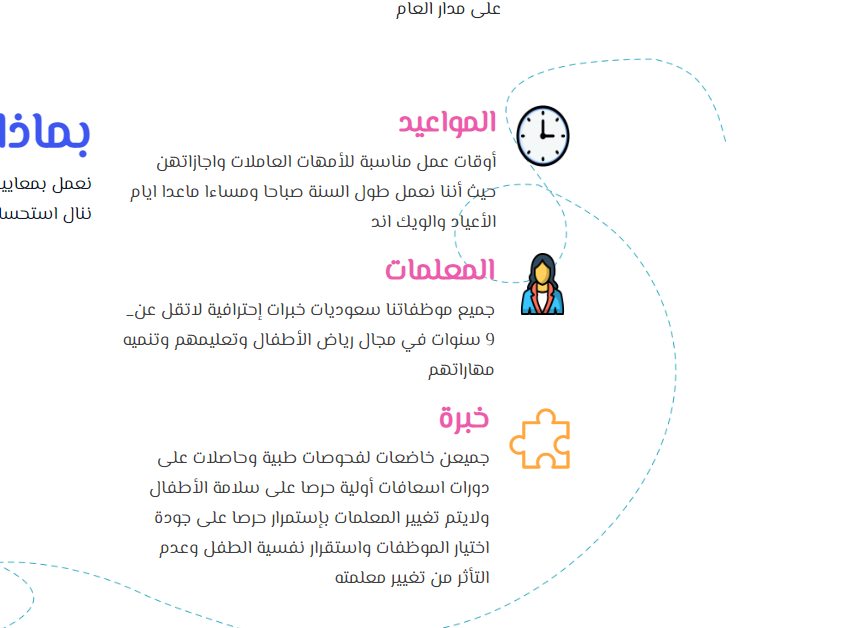 على مدار العام
المواعيد
أوقات عمل مناسبة للأمهات العاملات واجازاتهن
حيث أننا نعمل طول السنة صباحا ومساءا ماعدا ايام
الأعياد والويك اند
المعلمات
جميع موظفاتنا سعوديات خبرات إحترافية لاتقل عن_
9 سنوات في مجال رياض الأطفال وتعليمهم وتنميه
مهاراتهم
خبرة
جميعن خاضعات لفحوصات طبية وحاصلات على
دورات اسعافات أولية حرصا على سلامة الأطفال
ولايتم تغيير المعلمات بإستمرار حرصا على جودة
اختيار الموظفات واستقرار نفسية الطفل وعدم
التأثر من تغيير معلمته
بماذا
نعمل
ننال